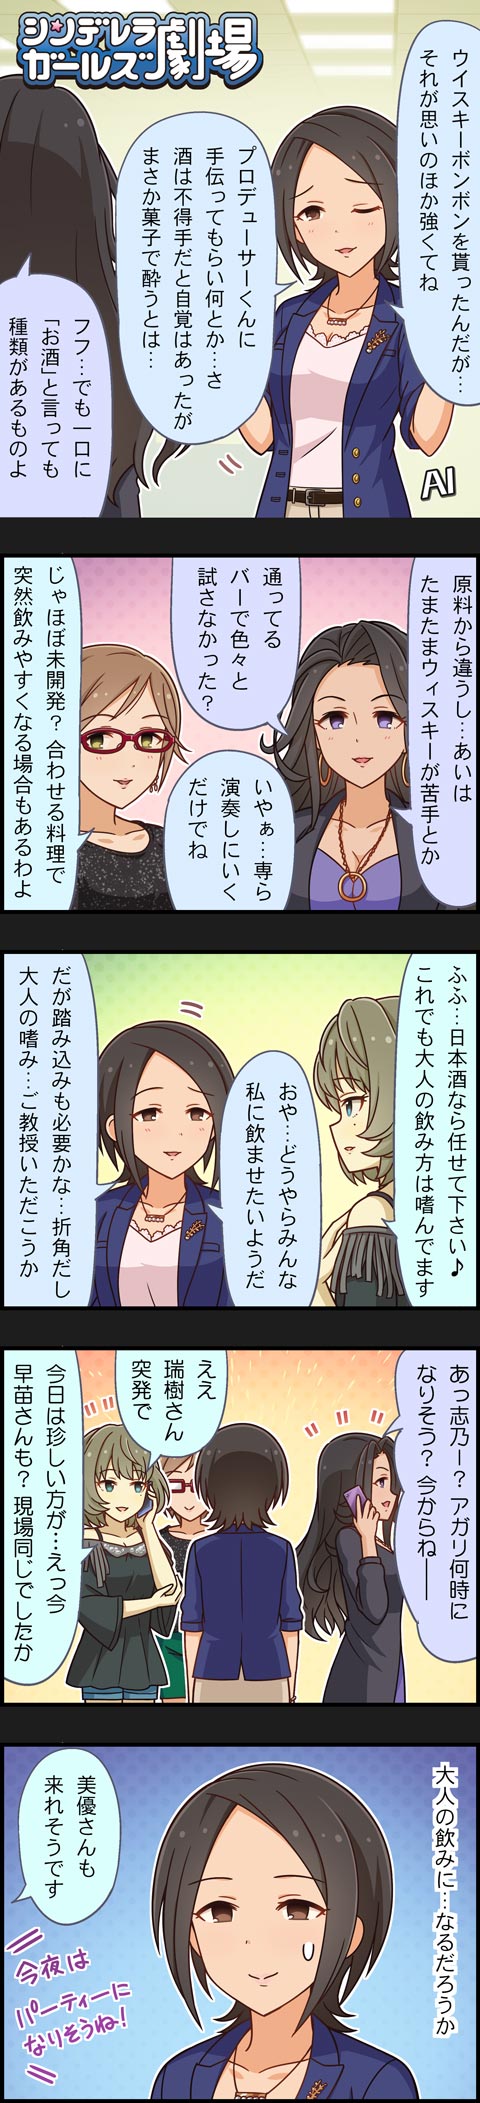 シンデレラ
ガールズ劇場
ウイスキーボンボンを貰ったんだが…
それが思いのほか強くてね
プロデューサーくんに
手伝ってもらい何とか…さ
酒は不得手だと自覚はあったが
まさか菓子で酔うとは…
フフ…でも一口に
「お酒」と言っても
種類があるものよ
AI
原料から違うし…あいは
たまたまウィスキーが苦手とか
通ってる
バーで色々と
試さなかった？
いやぁ…専ら
演奏しにいく
だけでね
じゃほぼ未開発？合わせる料理で
突然飲みやすくなる場合もあるわよ
ふふ…日本酒なら任せて下さい♪
これでも大人の飲み方は嗜んでます
おや…どうやらみんな
私に飲ませたいようだ
だが踏み込みも必要かな…折角だし
大人の嗜み…ご教授いただこうか
あっ志乃ー？アガリ何時に
なりそう？今からね――
ええ
瑞樹さん
突発で
今日は珍しい方が…えっ今
早苗さんも？現場同じでしたか
大人の飲みに…なるだろうか
美優さんも
来れそうです
今夜は
パーティーに
なりそうね！